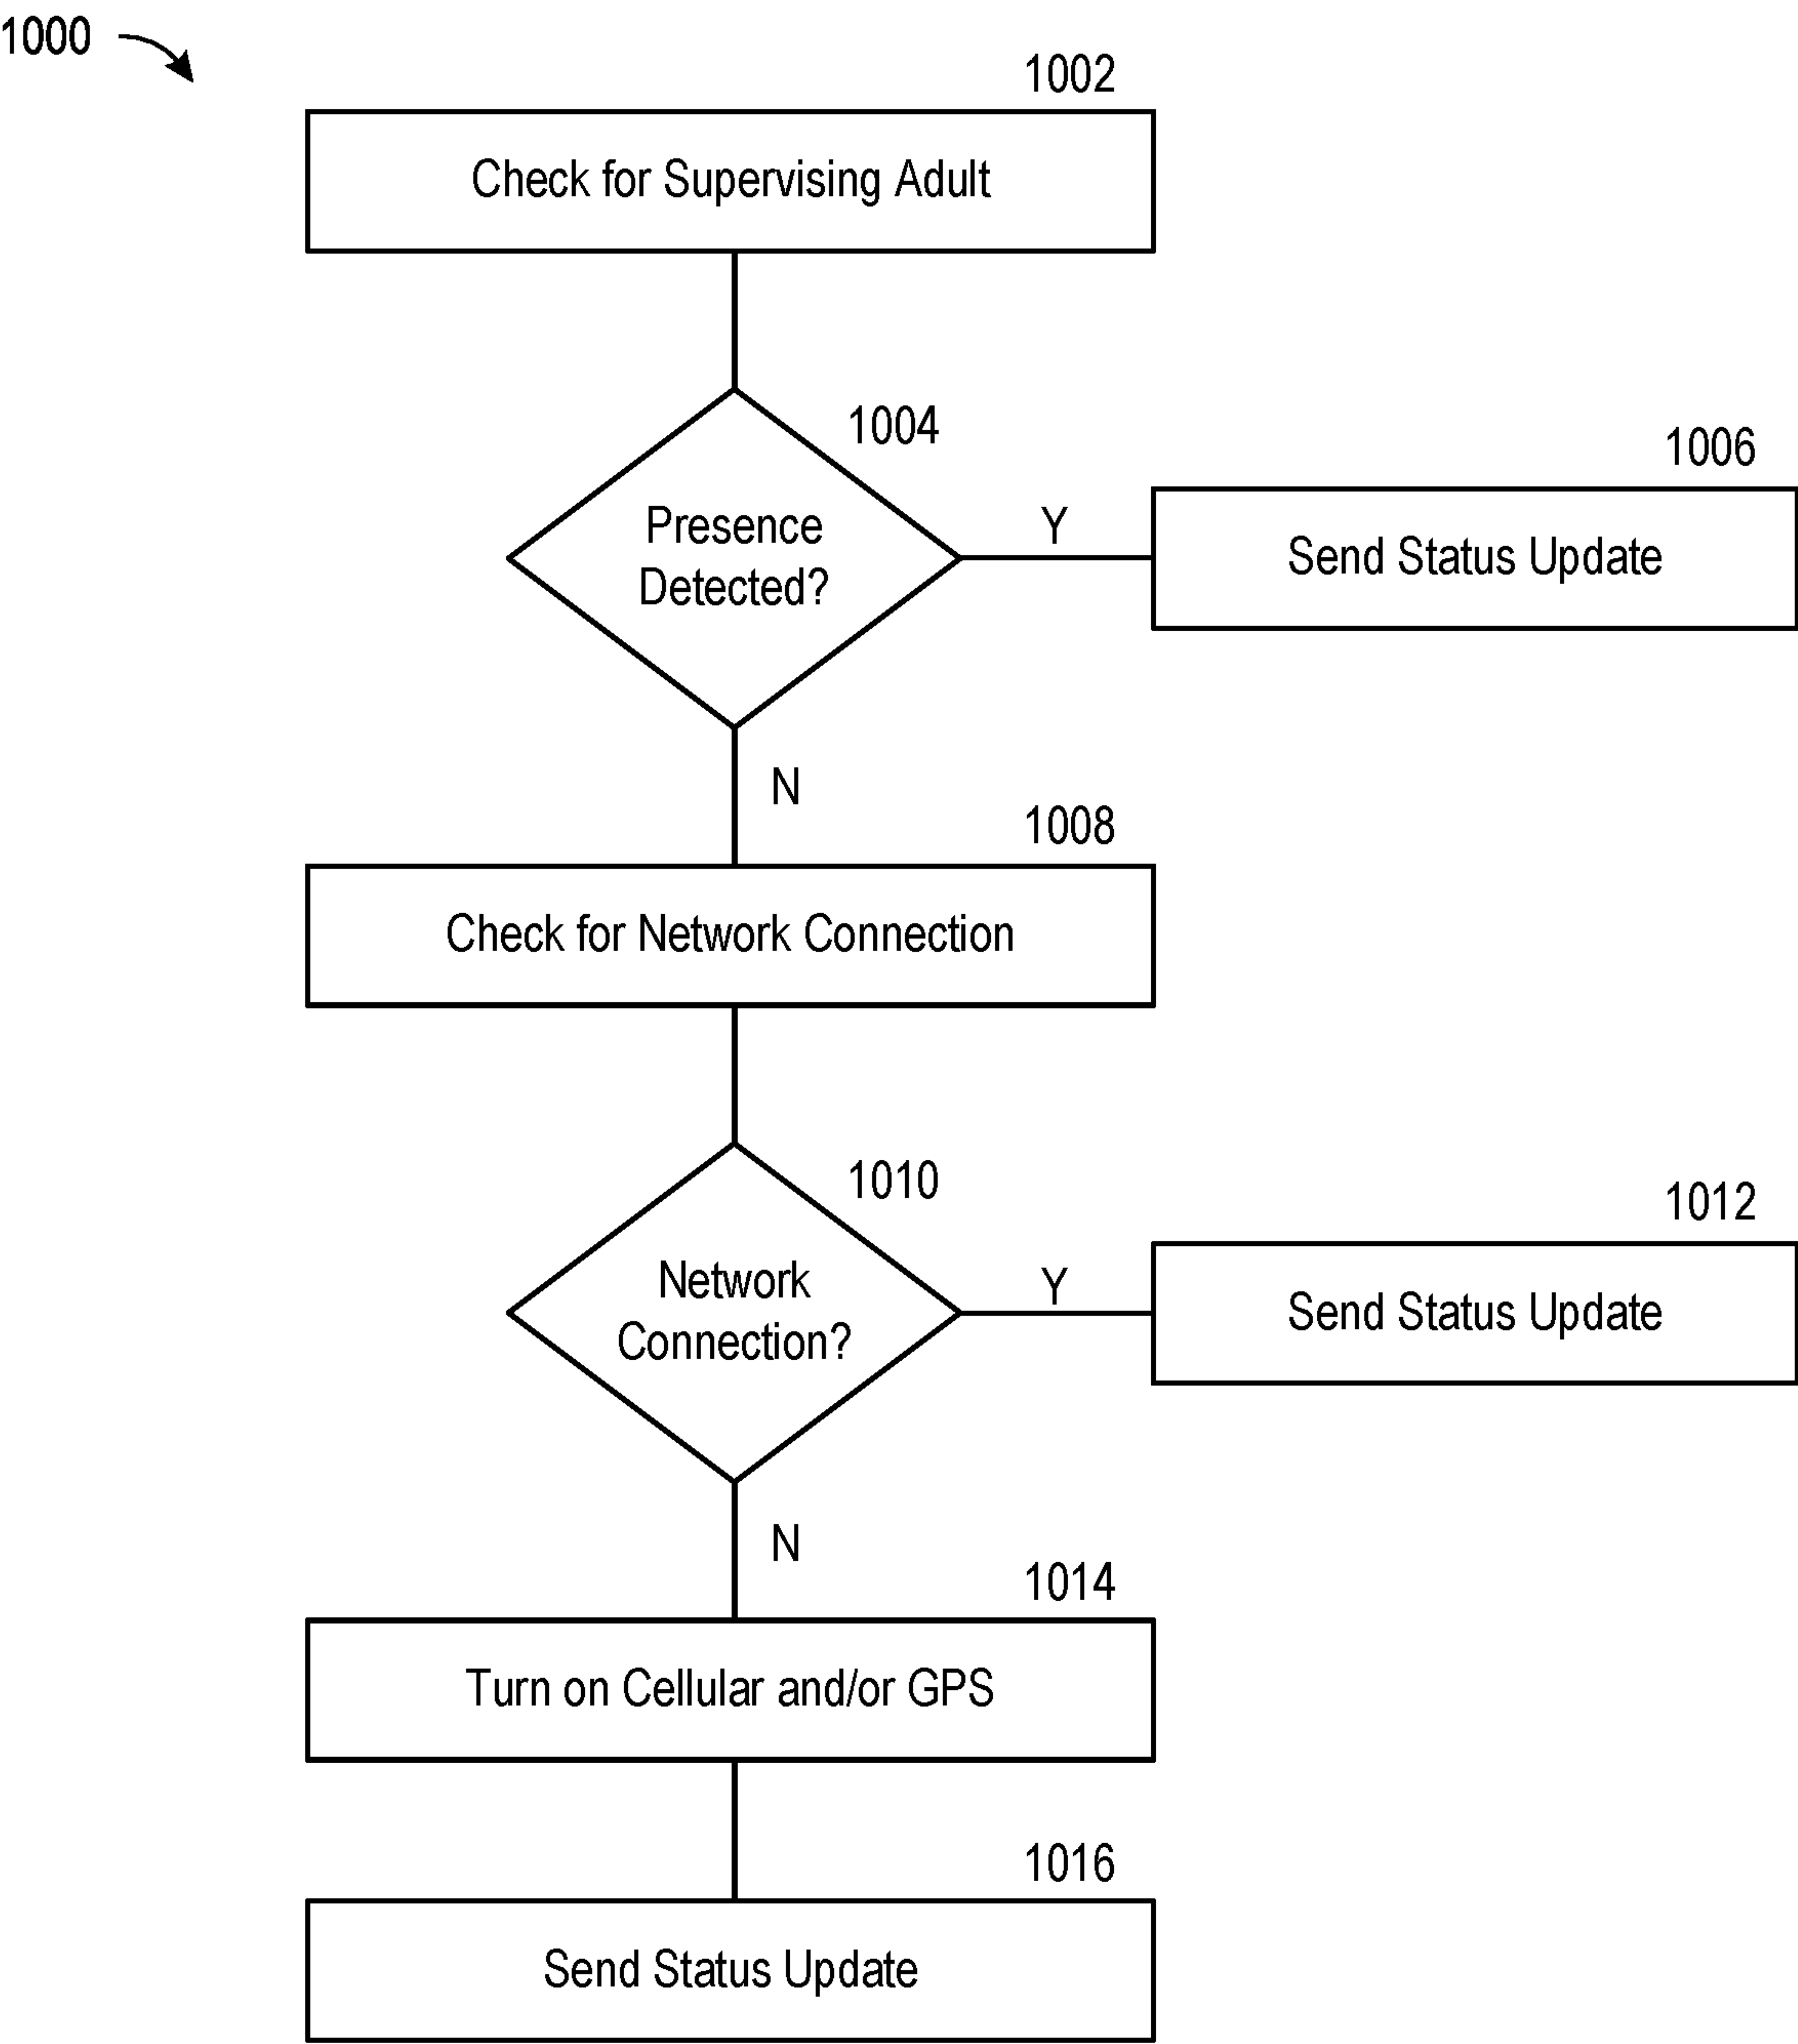 1000
1002
Check for Supervising Adult
1004
Presence
Detected?
Y
1006
Send Status Update
N
1008
Check for Network Connection
1010
Network
Connection?
Y
1012
Send Status Update
N
1014
Turn on Cellular and/or GPS
1016
Send Status Update